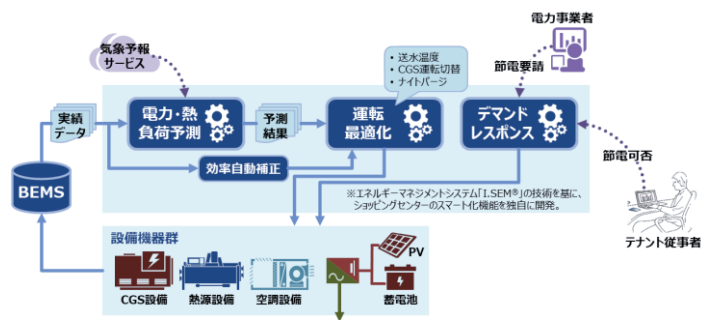 気象予報
サービス
電力事業者
節電要請
・送水温度
・CGS運転切替
・ナイトパージ
実績
データ
電力・熱
負荷予測
予測
結果
運転
最適化
デマンド
レスポンス
効率自動補正
節電可否
BEMS
※エネルギーマネジメントシステム「I.SEM®」の技術を基に、
ショッピングセンターのスマート化機能を独自に開発。
テナント従事者
設備機器群
PV
CGS設備
熱源設備
空調設備
蓄電池